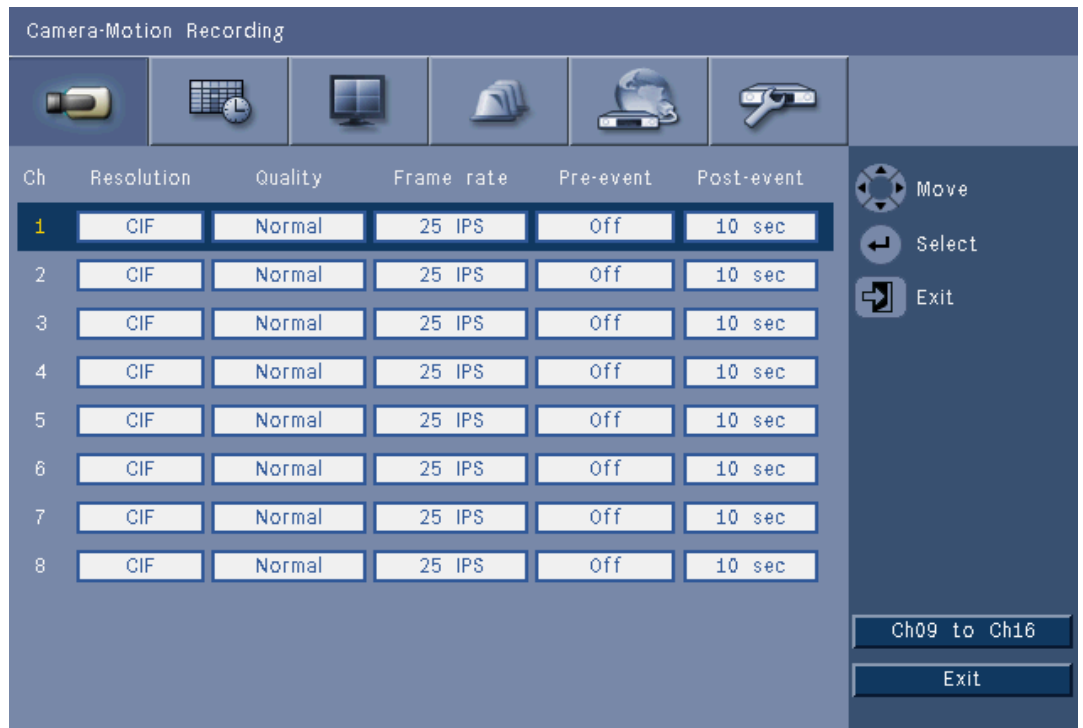 Camera-Motion Recording
Ch Resolution Quality Frame rate Pre-event Post-event
1 CIF Normal 25 IPS Off 10 sec
2 CIF Normal 25 IPS Off 10 sec
3 CIF Normal 25 IPS Off 10 sec
4 CIF Normal 25 IPS Off 10 sec
5 CIF Normal 25 IPS Off 10 sec
6 CIF Normal 25 IPS Off 10 sec
7 CIF Normal 25 IPS Off 10 sec
8 CIF Normal 25 IPS Off 10 sec
Move
Select
Exit
Ch09 to Ch16
Exit